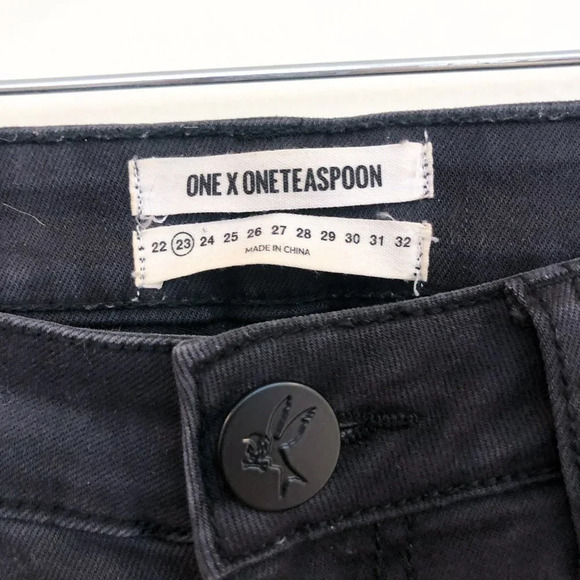 ONE X ONETEASPOON
22 23 24 25 26 27 28 29 30 31 32
MADE IN CHINA